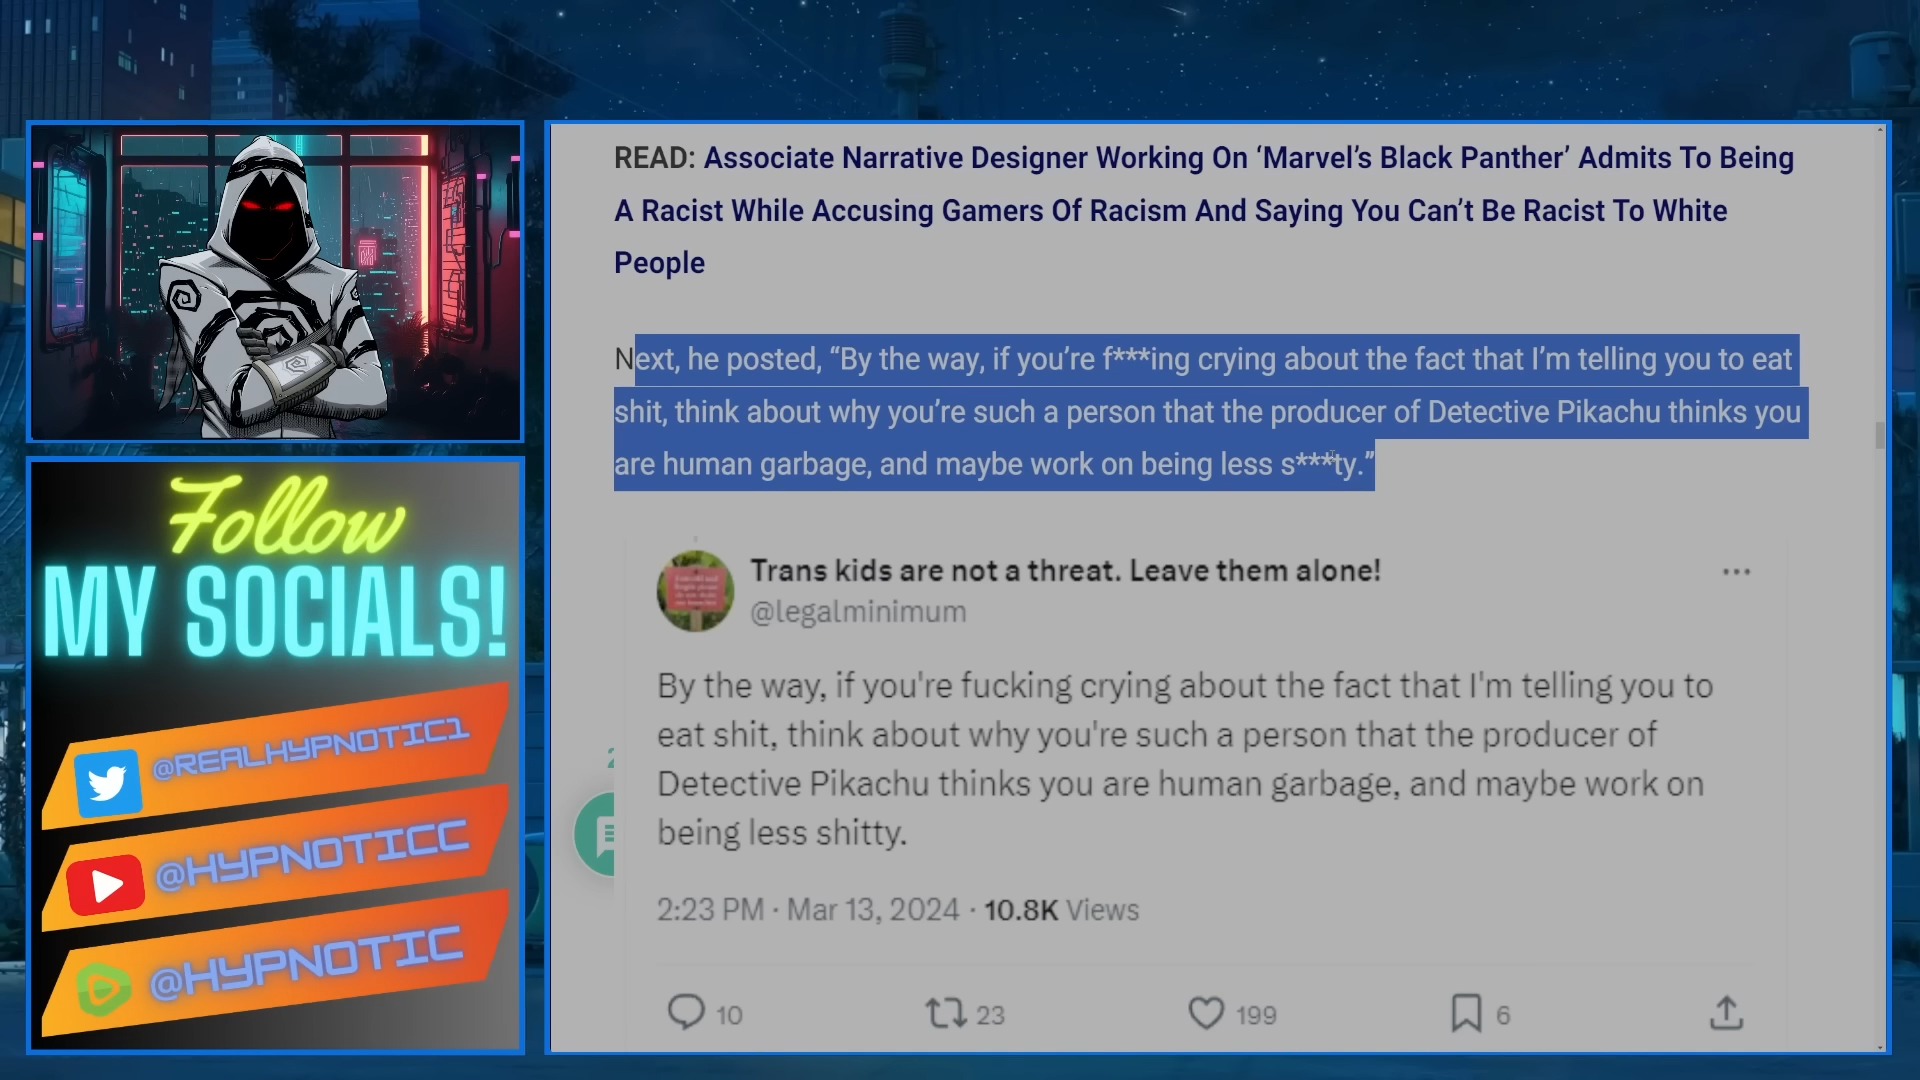 READ: Associate Narrative Designer Working On ‘Marvel’s Black Panther’ Admits To Being
A Racist While Accusing Gamers Of Racism And Saying You Can’t Be Racist To White
People
Next, he posted, “By the way, if you’re f***ing crying about the fact that I’m telling you to eat
shit, think about why you’re such a person that the producer of Detective Pikachu thinks you
are human garbage, and maybe work on being less s***ty.”
Trans kids are not a threat. Leave them alone!
@legalminimum
By the way, if you're fucking crying about the fact that I'm telling you to
eat shit, think about why you're such a person that the producer of
Detective Pikachu thinks you are human garbage, and maybe work on
being less shitty.
2:23 PM · Mar 13, 2024 · 10.8K Views
10 23 199 6
Follow
MY SOCIALS!
@REALHYPNOTIC1
@HYPNOTICC
@HYPNOTIC